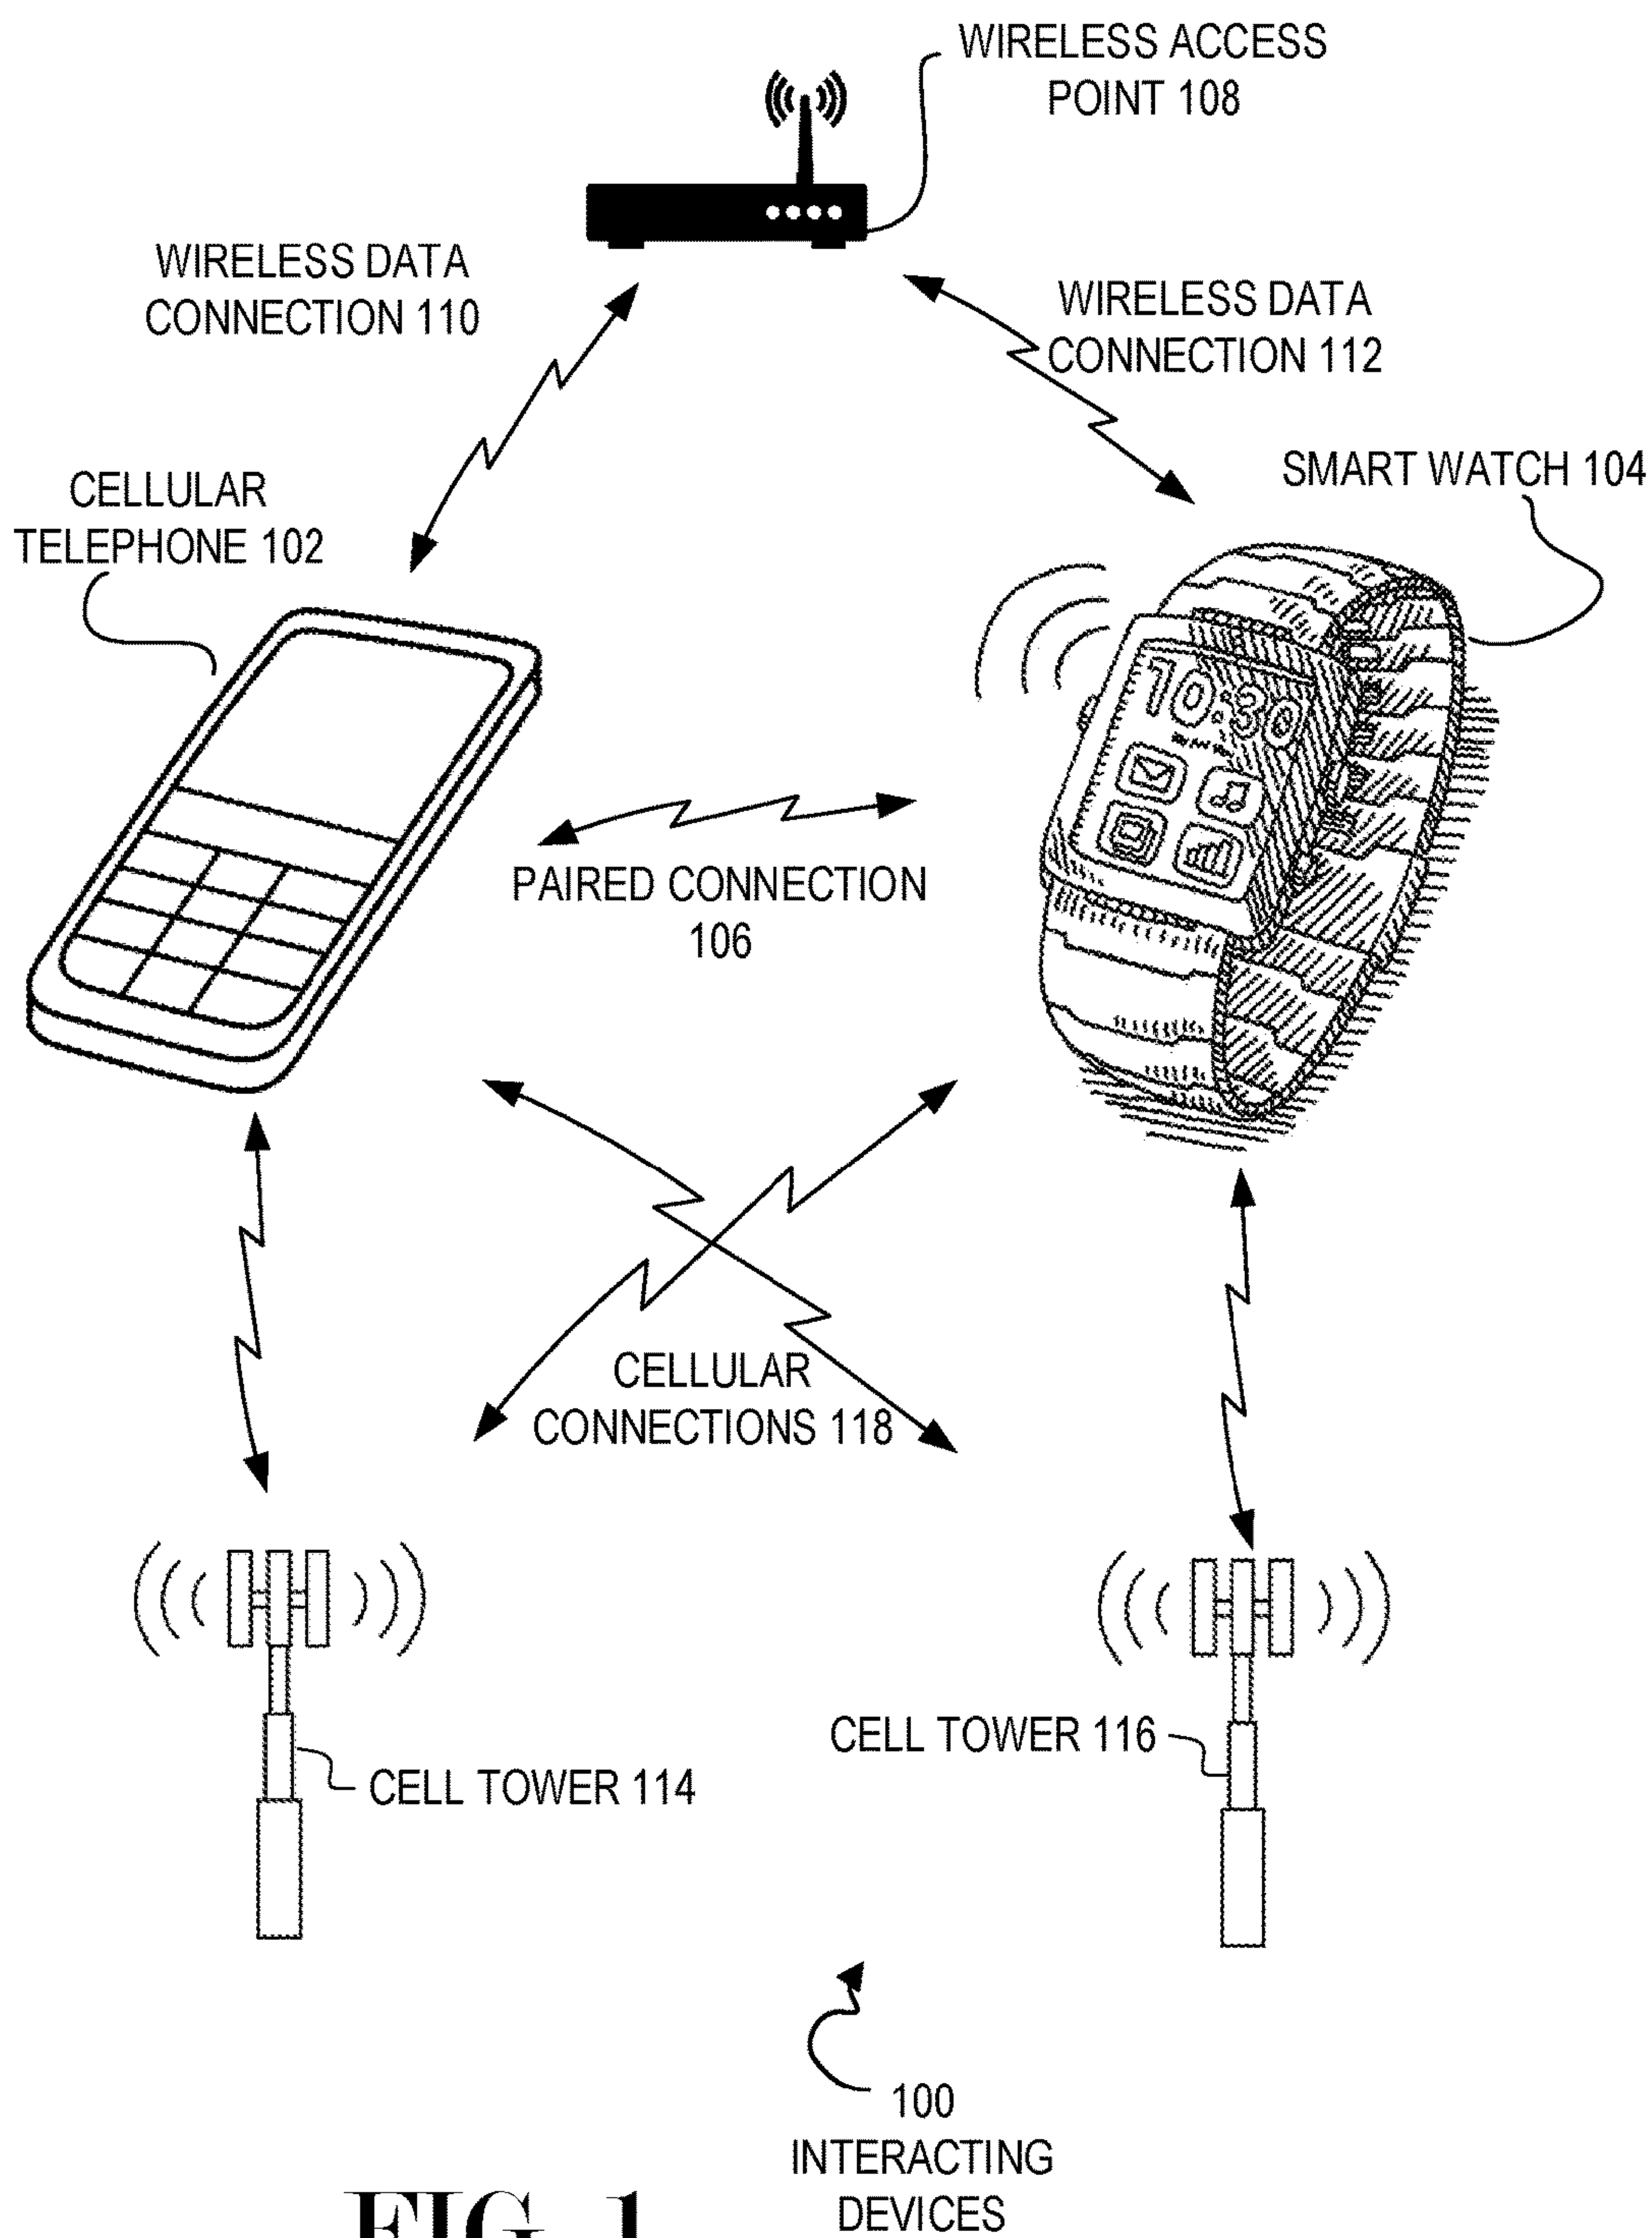 WIRELESS ACCESS
POINT 108
WIRELESS DATA
CONNECTION 110
WIRELESS DATA
CONNECTION 112
SMART WATCH 104
CELLULAR
TELEPHONE 102
10:30
PAIRED CONNECTION
106
CELLULAR
CONNECTIONS 118
CELL TOWER 116
CELL TOWER 114
100
INTERACTING
DEVICES
FIG. 1